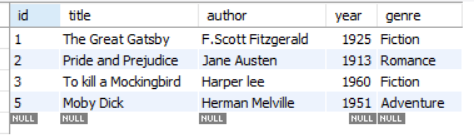 id title author year genre
1 The Great Gatsby F.Scott Fitzgerald 1925 Fiction
2 Pride and Prejudice Jane Austen 1913 Romance
3 To kill a Mockingbird Harper lee 1960 Fiction
5 Moby Dick Herman Melville 1951 Adventure
NULL NULL NULL NULL NULL